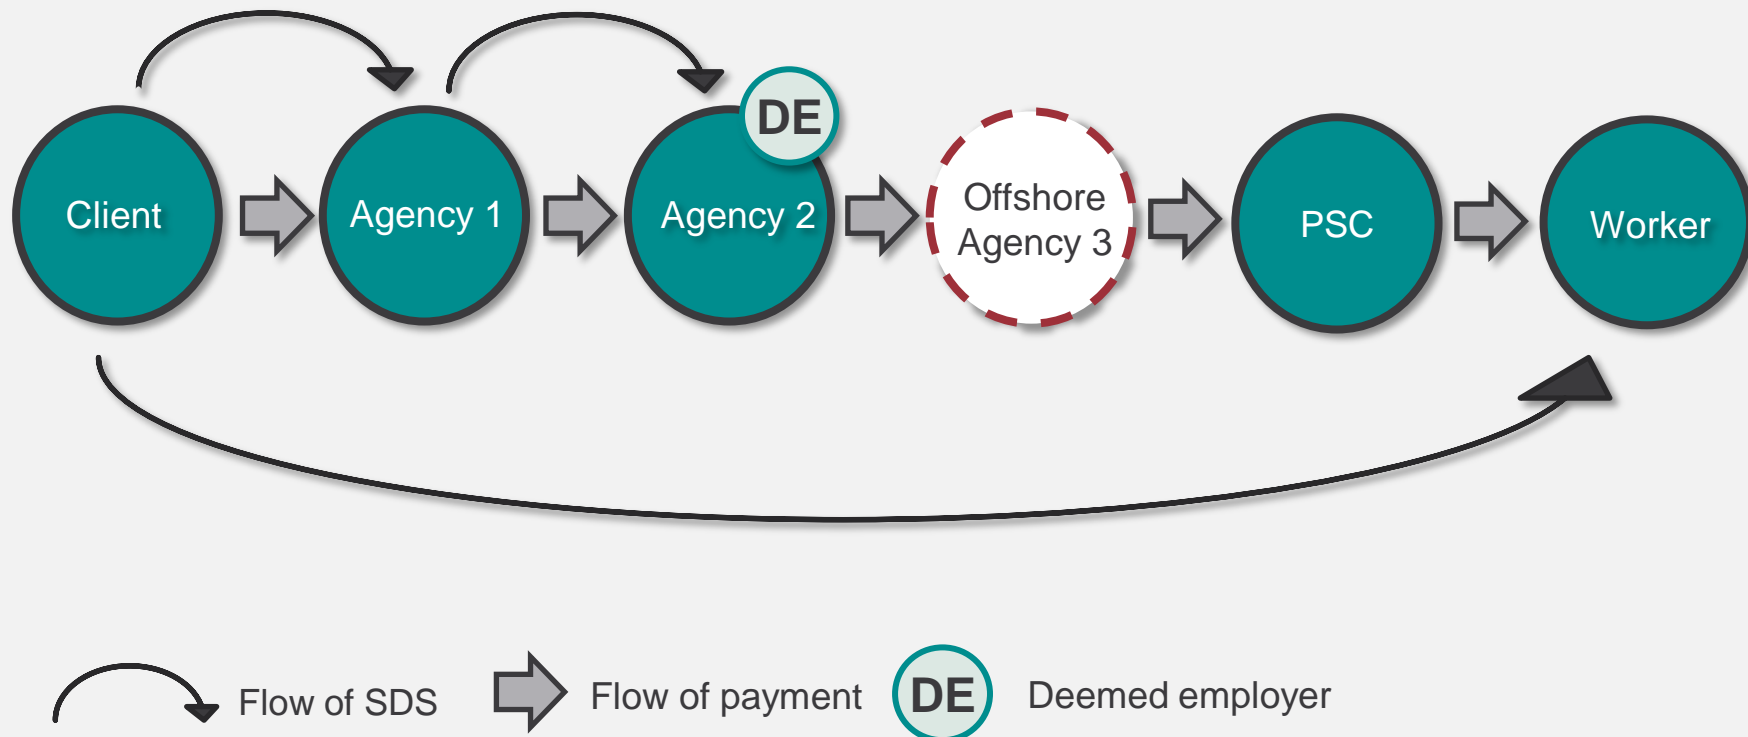 DE
Client
Agency 1
Agency 2
Offshore
Agency 3
PSC
Worker
Flow of SDS
Flow of payment
DE
Deemed employer